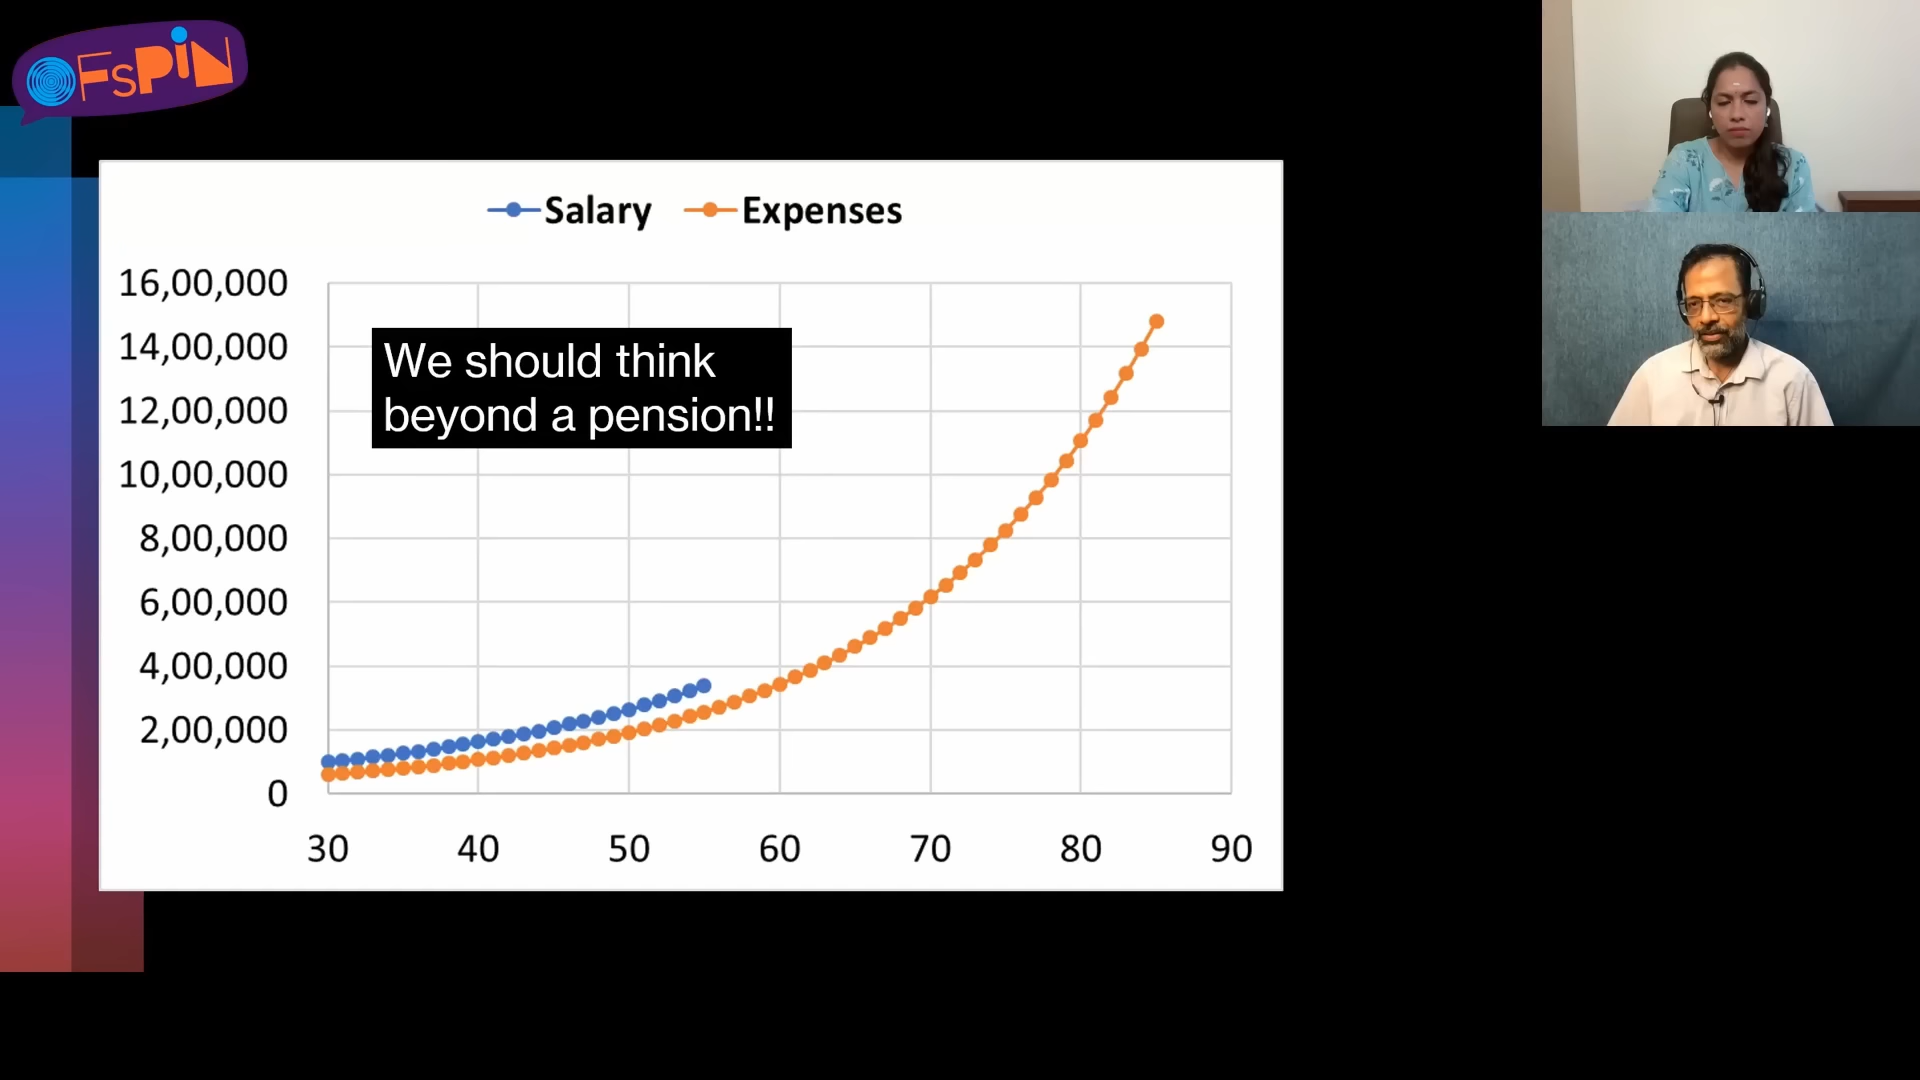 OFSPIN
Salary Expenses
16,00,000
14,00,000
12,00,000
10,00,000
8,00,000
6,00,000
4,00,000
2,00,000
0
We should think
beyond a pension!!
30 40 50 60 70 80 90